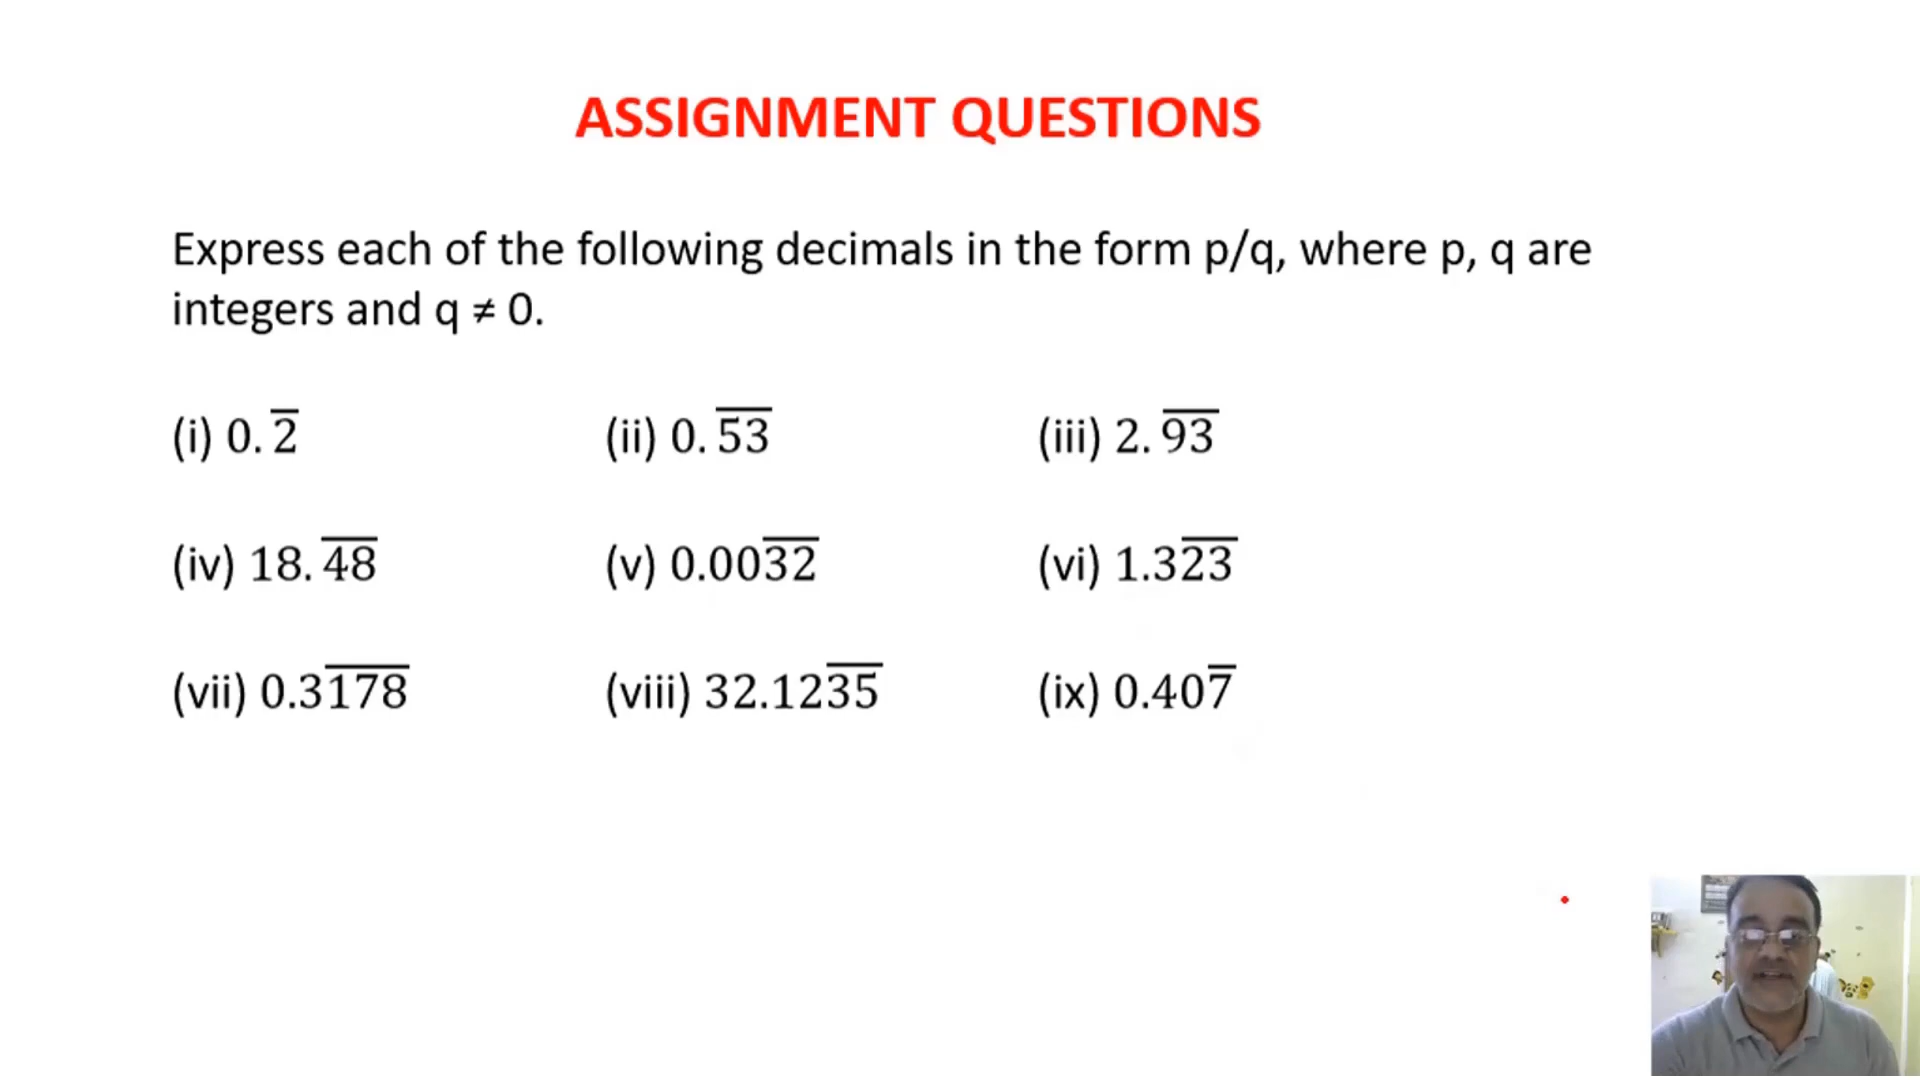 ASSIGNMENT QUESTIONS
Express each of the following decimals in the form p/q, where p, q are
integers and q ≠ 0.
(i) 0. 2̅ (ii) 0. 5̅3̅ (iii) 2. 9̅3̅
(iv) 18. 4̅8̅ (v) 0.003̅2̅ (vi) 1.32̅3̅
(vii) 0.31̅7̅8̅ (viii) 32.123̅5̅ (ix) 0.407̅